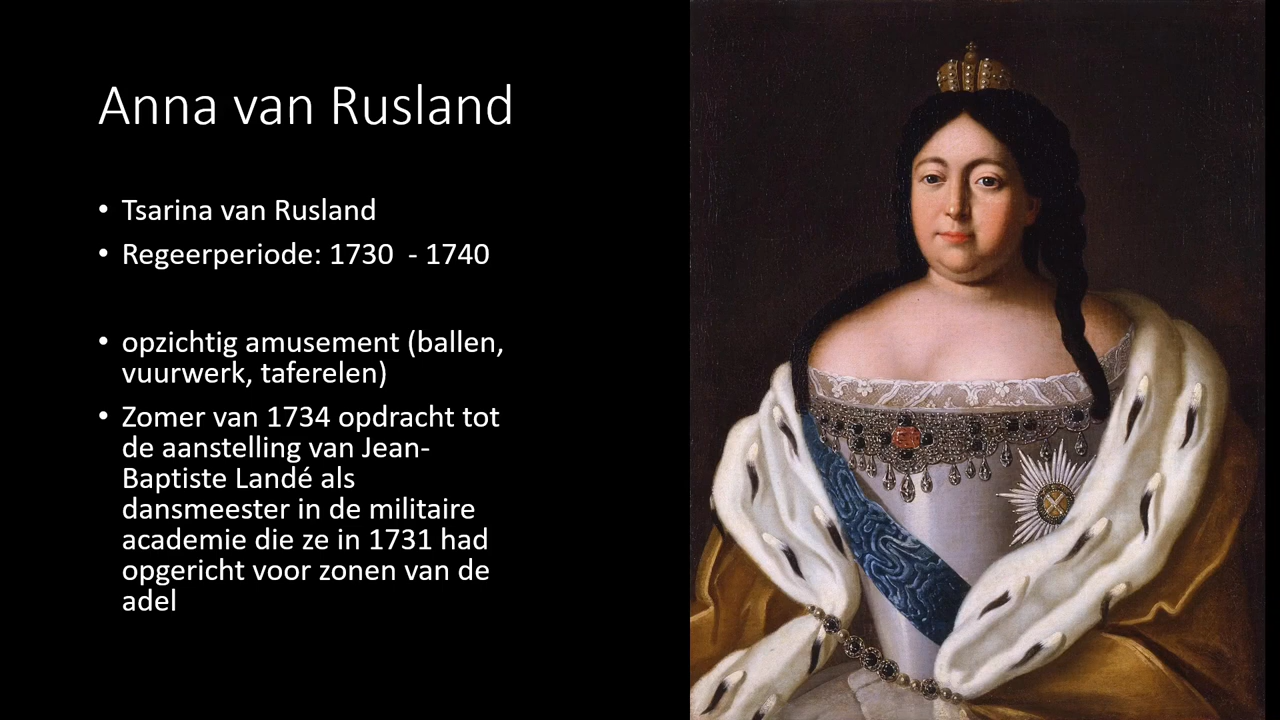 Anna van Rusland
• Tsarina van Rusland
• Regeerperiode: 1730  - 1740
• opzichtig amusement (ballen,
vuurwerk, taferelen)
• Zomer van 1734 opdracht tot
de aanstelling van Jean-
Baptiste Landé als
dansmeester in de militaire
academie die ze in 1731 had
opgericht voor zonen van de
adel